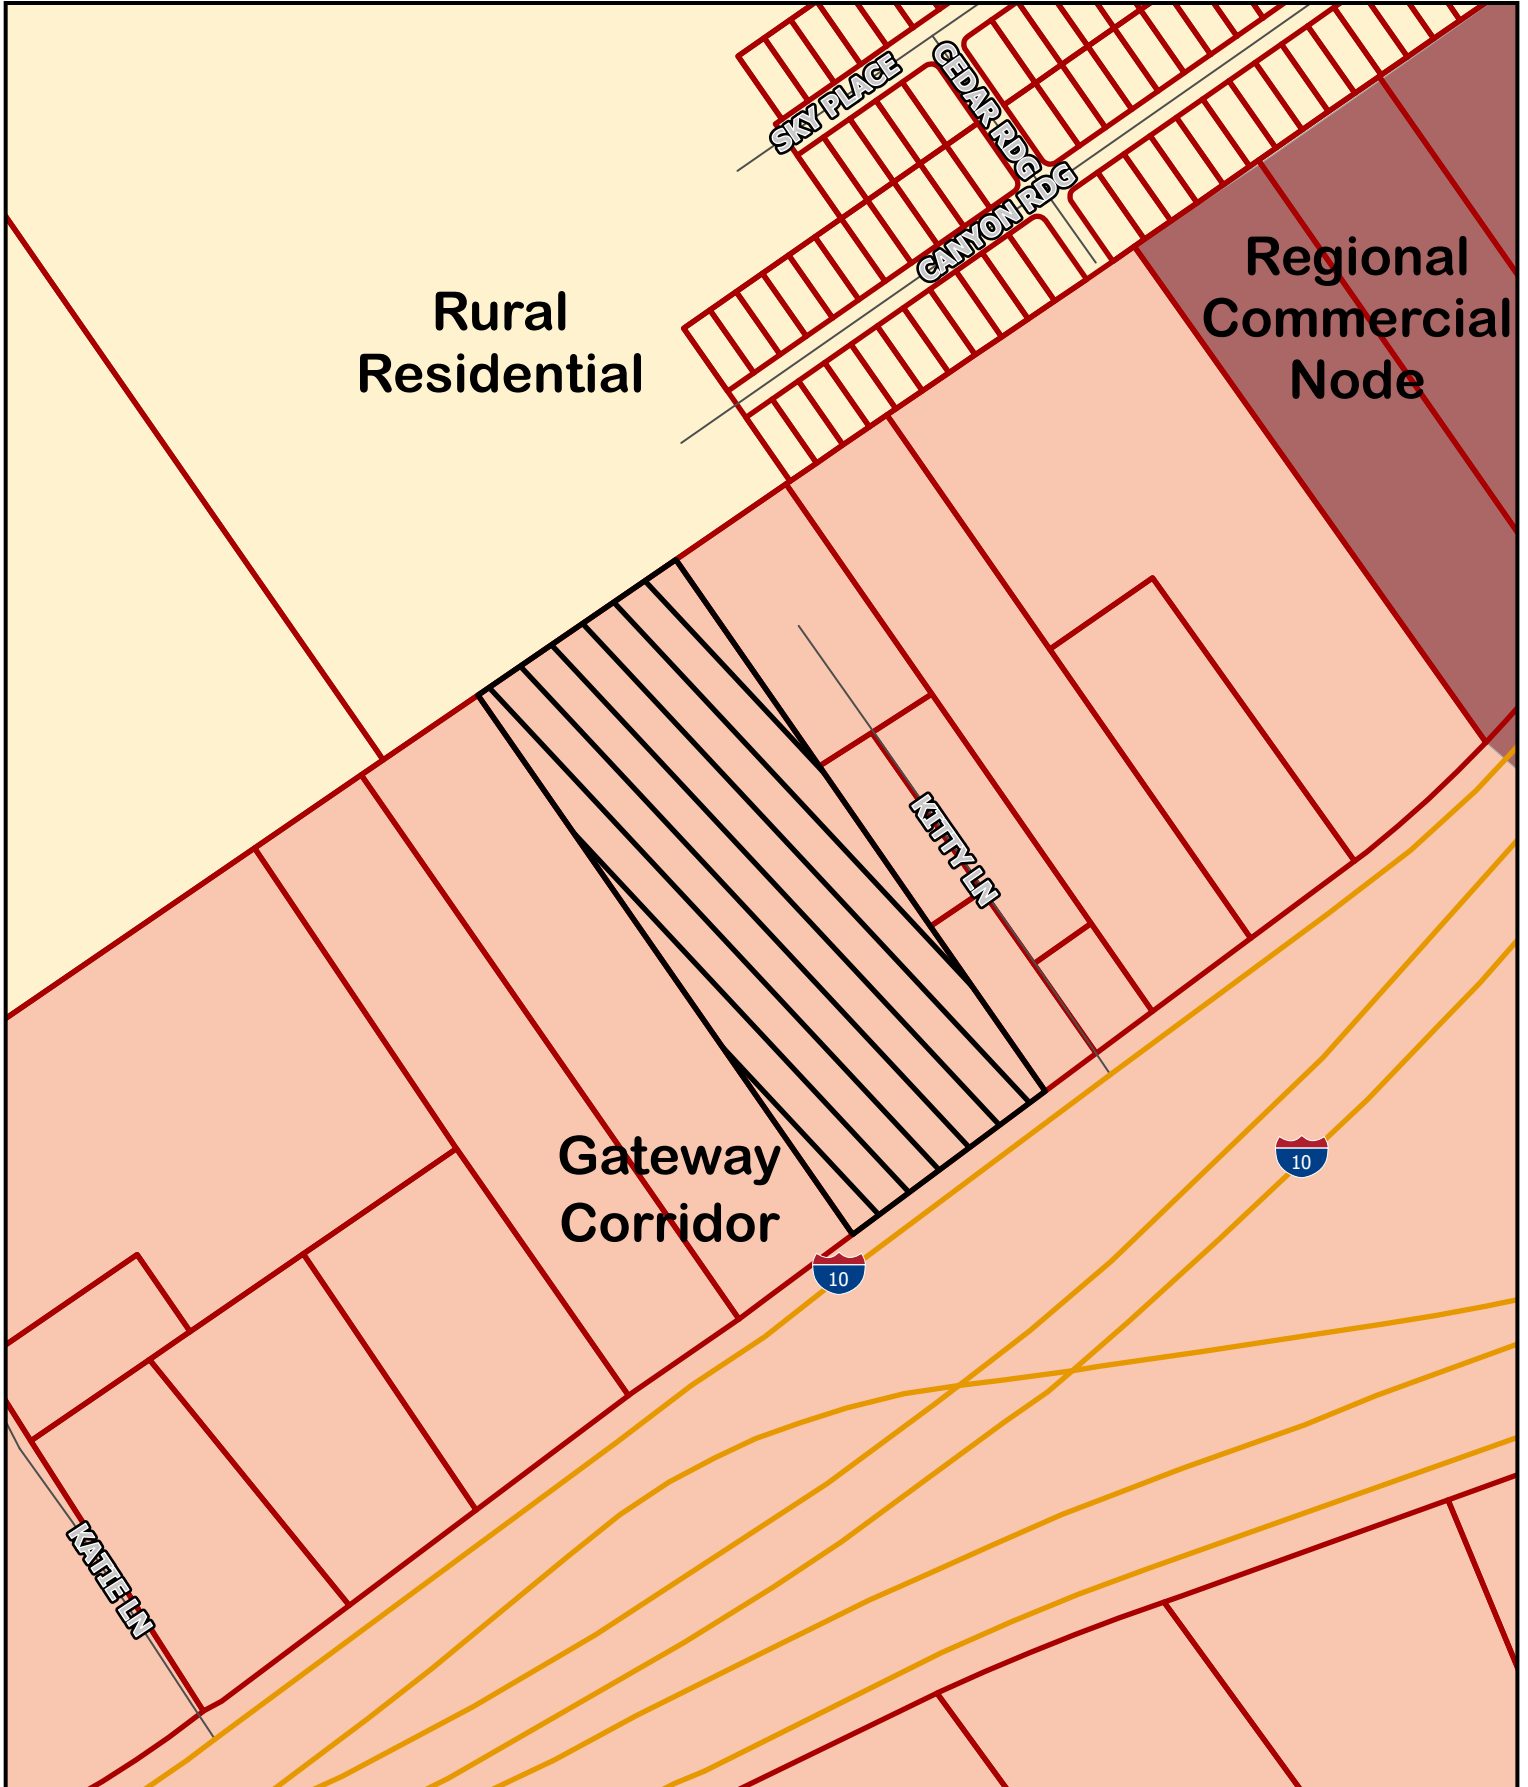 SKY PLACE
CEDAR RDG
CANYON RDG
Regional
Commercial
Node
Rural
Residential
KITTY LN
Gateway
Corridor
10
10
KATIE LN